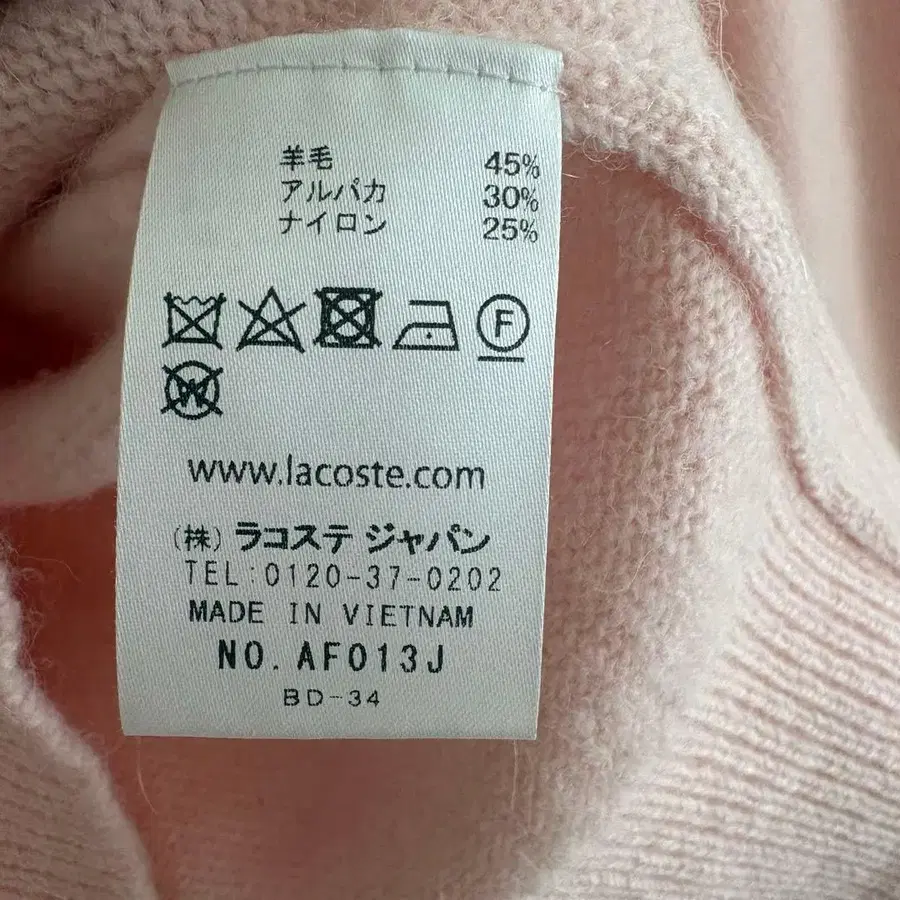 羊毛 45%
アルパカ 30%
ナイロン 25%
F
W
www.lacoste.com
(株) ラコステ ジャパン
TEL:0120-37-0202
MADE IN VIETNAM
NO. AF013J
BD-34